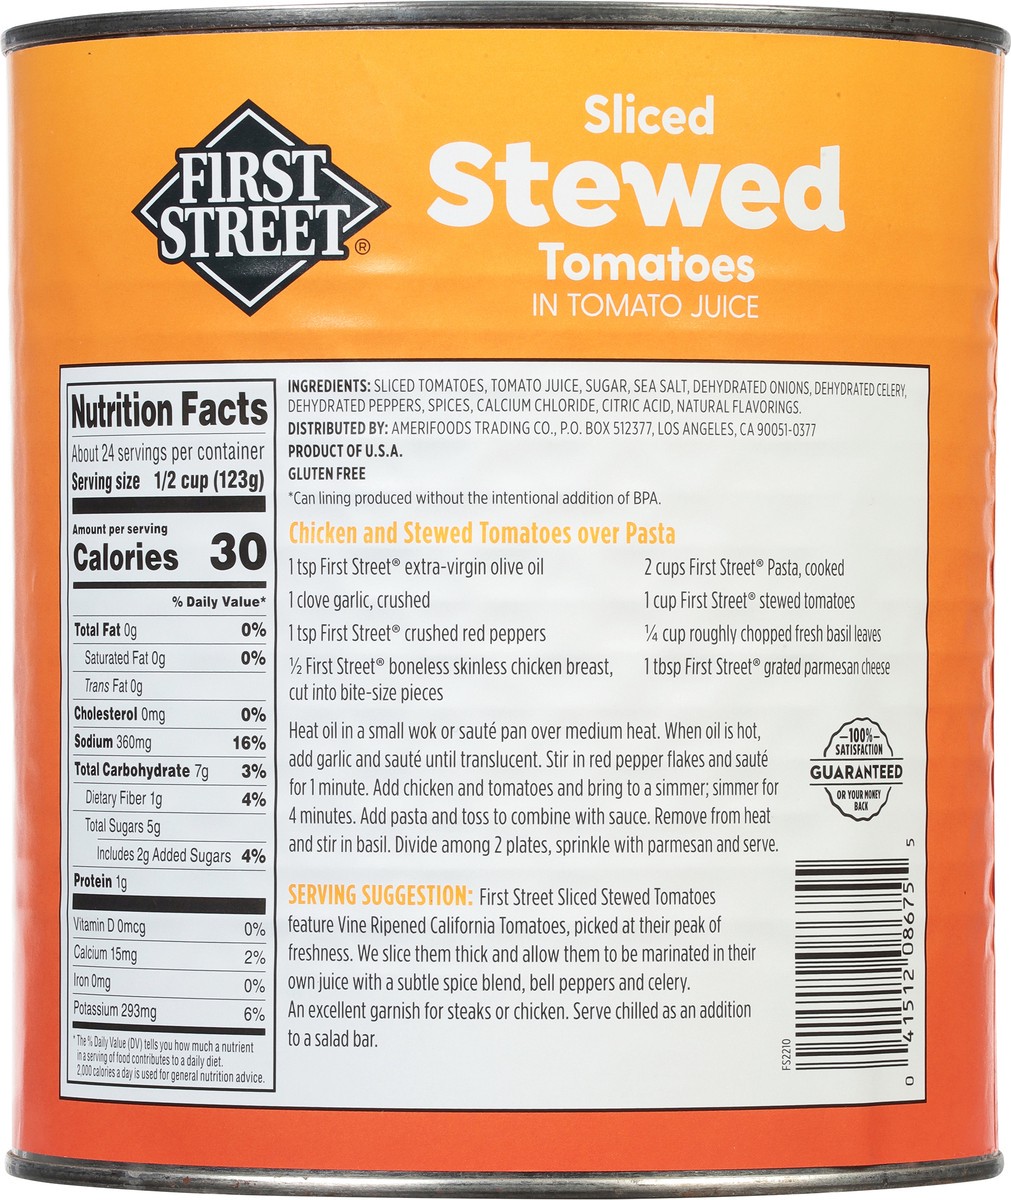 FIRST
STREET®
Sliced
Stewed
Tomatoes
IN TOMATO JUICE
Nutrition Facts
About 24 servings per container
Serving size 1/2 cup (123g)
Amount per serving
Calories 30
% Daily Value*
Total Fat 0g 0%
Saturated Fat 0g 0%
Trans Fat 0g
Cholesterol 0mg 0%
Sodium 360mg 16%
Total Carbohydrate 7g 3%
Dietary Fiber 1g 4%
Total Sugars 5g
Includes 2g Added Sugars 4%
Protein 1g
Vitamin D 0mcg 0%
Calcium 15mg 2%
Iron 0mg 0%
Potassium 293mg 6%
*The % Daily Value (DV) tells you how much a nutrient
in a serving of food contributes to a daily diet.
2,000 calories a day is used for general nutrition advice.
INGREDIENTS: SLICED TOMATOES, TOMATO JUICE, SUGAR, SEA SALT, DEHYDRATED ONIONS, DEHYDRATED CELERY,
DEHYDRATED PEPPERS, SPICES, CALCIUM CHLORIDE, CITRIC ACID, NATURAL FLAVORINGS.
DISTRIBUTED BY: AMERIFOODS TRADING CO., P.O. BOX 512377, LOS ANGELES, CA 90051-0377
PRODUCT OF U.S.A.
GLUTEN FREE
*Can lining produced without the intentional addition of BPA.
Chicken and Stewed Tomatoes over Pasta
1 tsp First Street® extra-virgin olive oil
1 clove garlic, crushed
1 tsp First Street® crushed red peppers
½ First Street® boneless skinless chicken breast,
cut into bite-size pieces
2 cups First Street® Pasta, cooked
1 cup First Street® stewed tomatoes
¼ cup roughly chopped fresh basil leaves
1 tbsp First Street® grated parmesan cheese
Heat oil in a small wok or sauté pan over medium heat. When oil is hot,
add garlic and sauté until translucent. Stir in red pepper flakes and sauté
for 1 minute. Add chicken and tomatoes and bring to a simmer; simmer for
4 minutes. Add pasta and toss to combine with sauce. Remove from heat
and stir in basil. Divide among 2 plates, sprinkle with parmesan and serve.
100%
SATISFACTION
GUARANTEED
OR YOUR MONEY
BACK
SERVING SUGGESTION: First Street Sliced Stewed Tomatoes
feature Vine Ripened California Tomatoes, picked at their peak of
freshness. We slice them thick and allow them to be marinated in their
own juice with a subtle spice blend, bell peppers and celery.
An excellent garnish for steaks or chicken. Serve chilled as an addition
to a salad bar.
FS2210
0 41512 08675 5